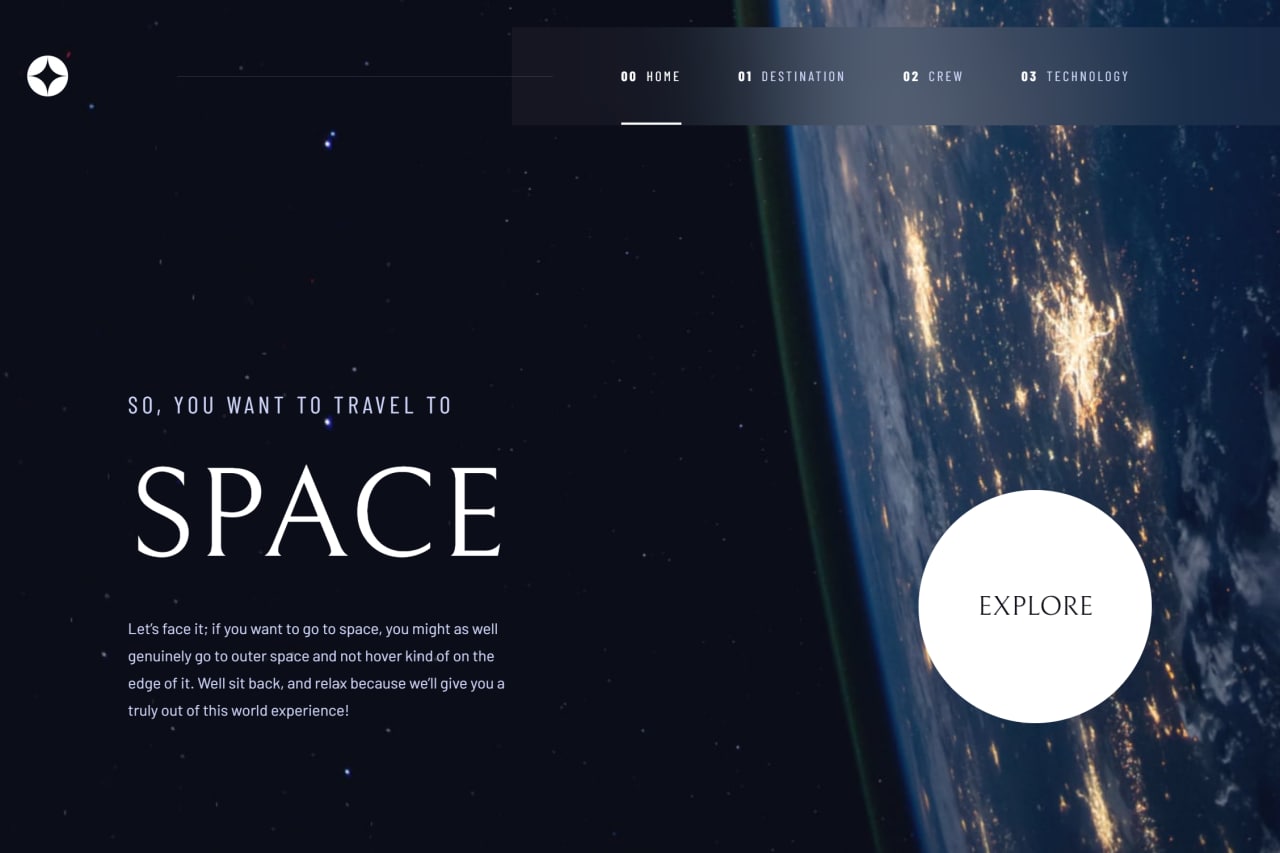 00 HOME 01 DESTINATION 02 CREW 03 TECHNOLOGY
SO, YOU WANT TO TRAVEL TO
SPACE
Let’s face it; if you want to go to space, you might as well
genuinely go to outer space and not hover kind of on the
edge of it. Well sit back, and relax because we’ll give you a
truly out of this world experience!
EXPLORE